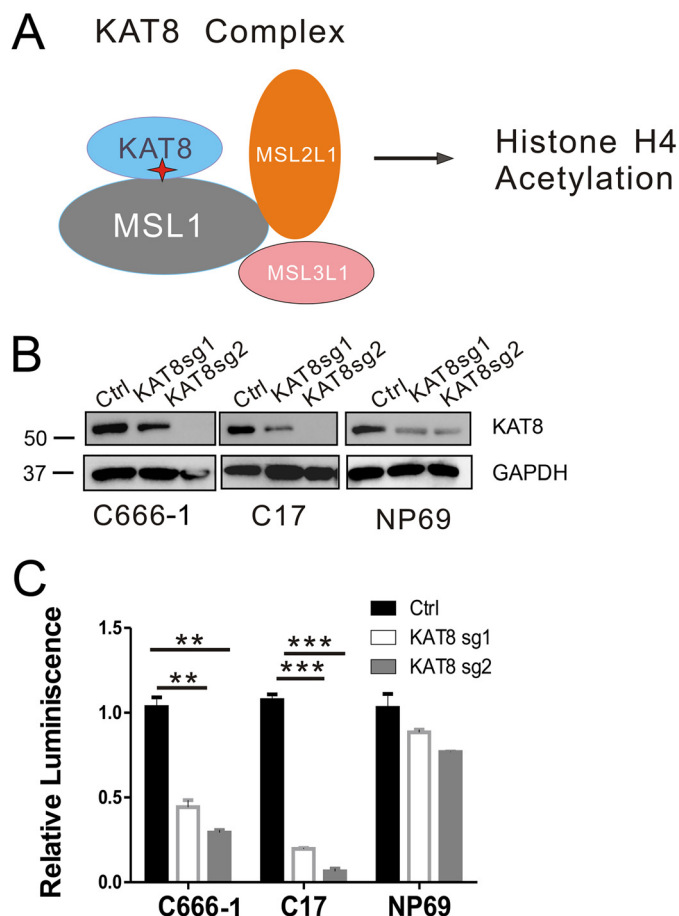 A
KAT8 Complex
KAT8
MSL1
MSL2L1
MSL3L1
Histone H4
Acetylation
B
Ctrl KAT8sg1 KAT8sg2 Ctrl KAT8sg1 KAT8sg2 Ctrl KAT8sg1 KAT8sg2
50
KAT8
37
GAPDH
C666-1 C17 NP69
C
Ctrl
KAT8 sg1
KAT8 sg2
Relative Luminiscence
1.5
1.0
0.5
0.0
** ***
** ***
C666-1 C17 NP69